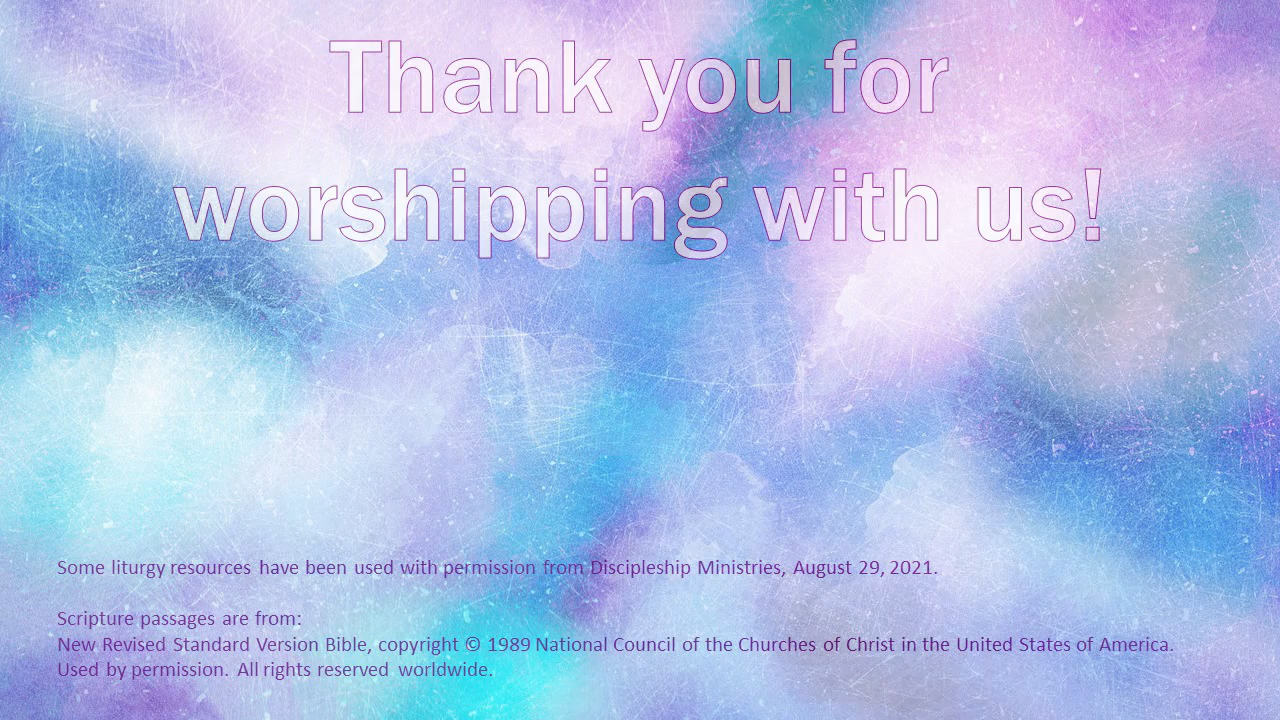 Thank you for
worshipping with us!
Some liturgy resources have been used with permission from Discipleship Ministries, August 29, 2021.
Scripture passages are from:
New Revised Standard Version Bible, copyright © 1989 National Council of the Churches of Christ in the United States of America.
Used by permission. All rights reserved worldwide.